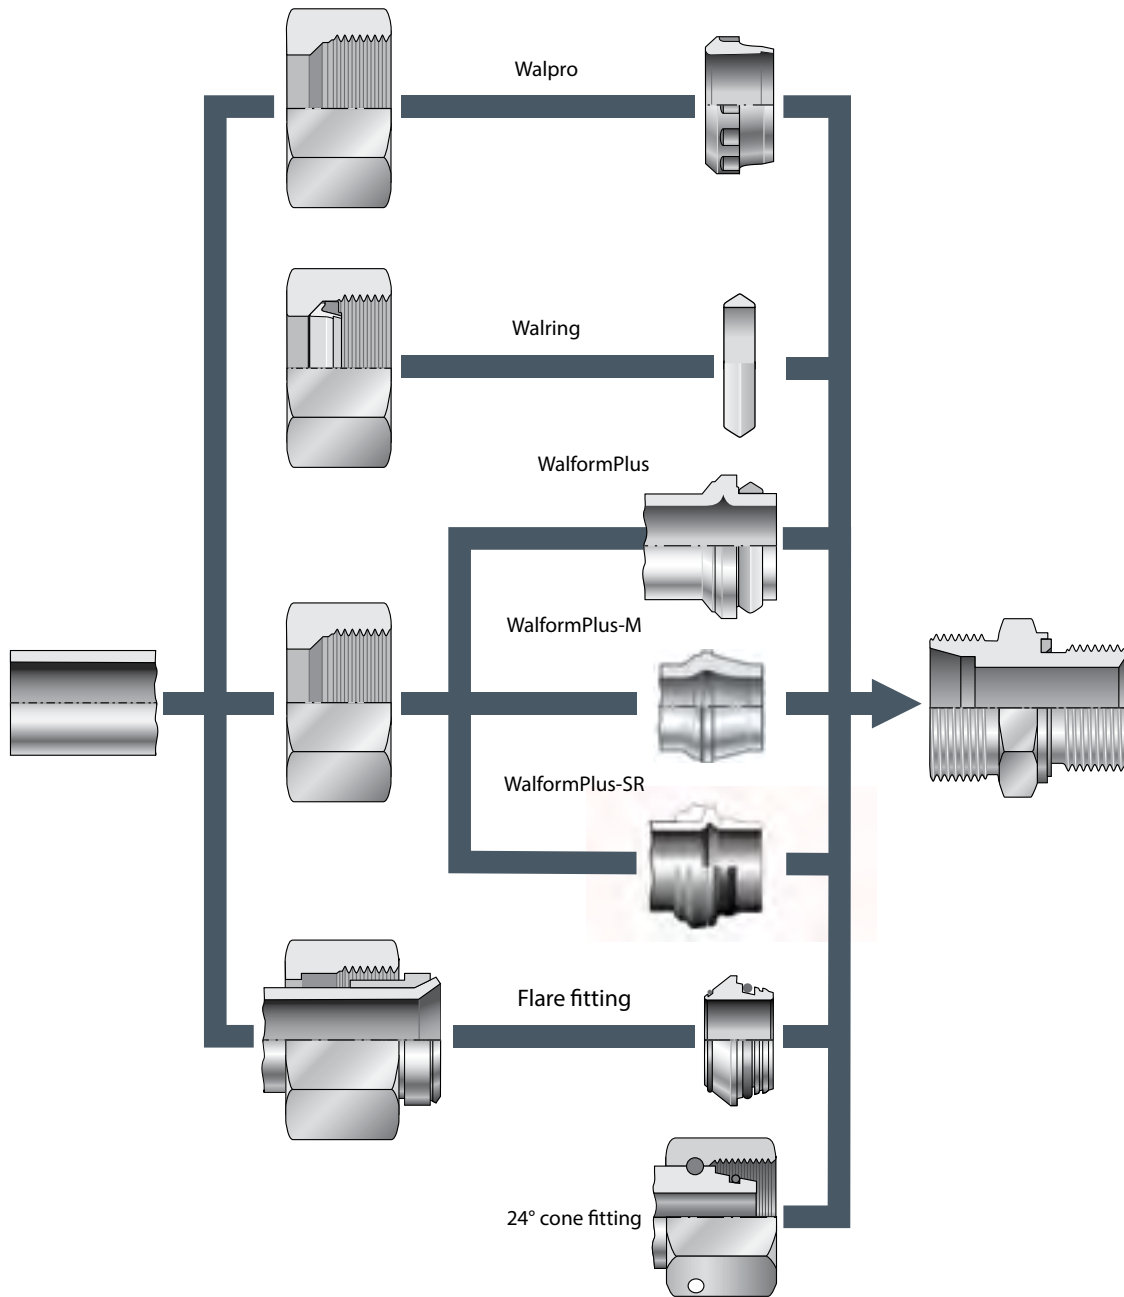 Walpro
Walring
WalformPlus
WalformPlus-M
WalformPlus-SR
Flare fitting
24° cone fitting